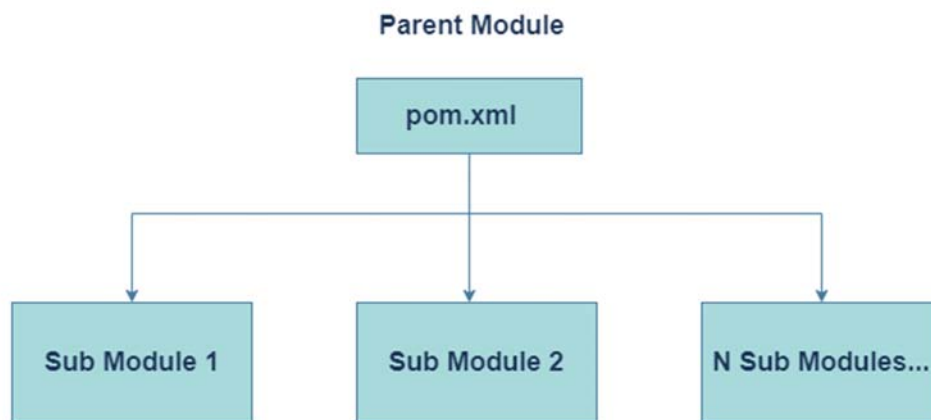 Parent Module
pom.xml
Sub Module 1
Sub Module 2
N Sub Modules...